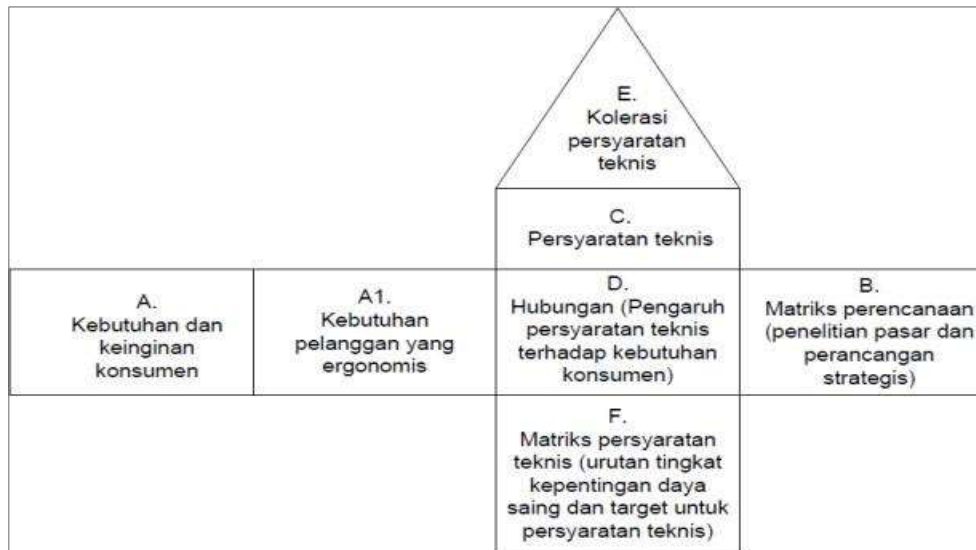 E.
Kolerasi
persyaratan
teknis
C.
Persyaratan teknis
A.
Kebutuhan dan
keinginan
konsumen
A1.
Kebutuhan
pelanggan yang
ergonomis
D.
Hubungan (Pengaruh
persyaratan teknis
terhadap kebutuhan
konsumen)
B.
Matriks perencanaan
(penelitian pasar dan
perancangan
strategis)
F.
Matriks persyaratan
teknis (urutan tingkat
kepentingan daya
saing dan target untuk
persyaratan teknis)